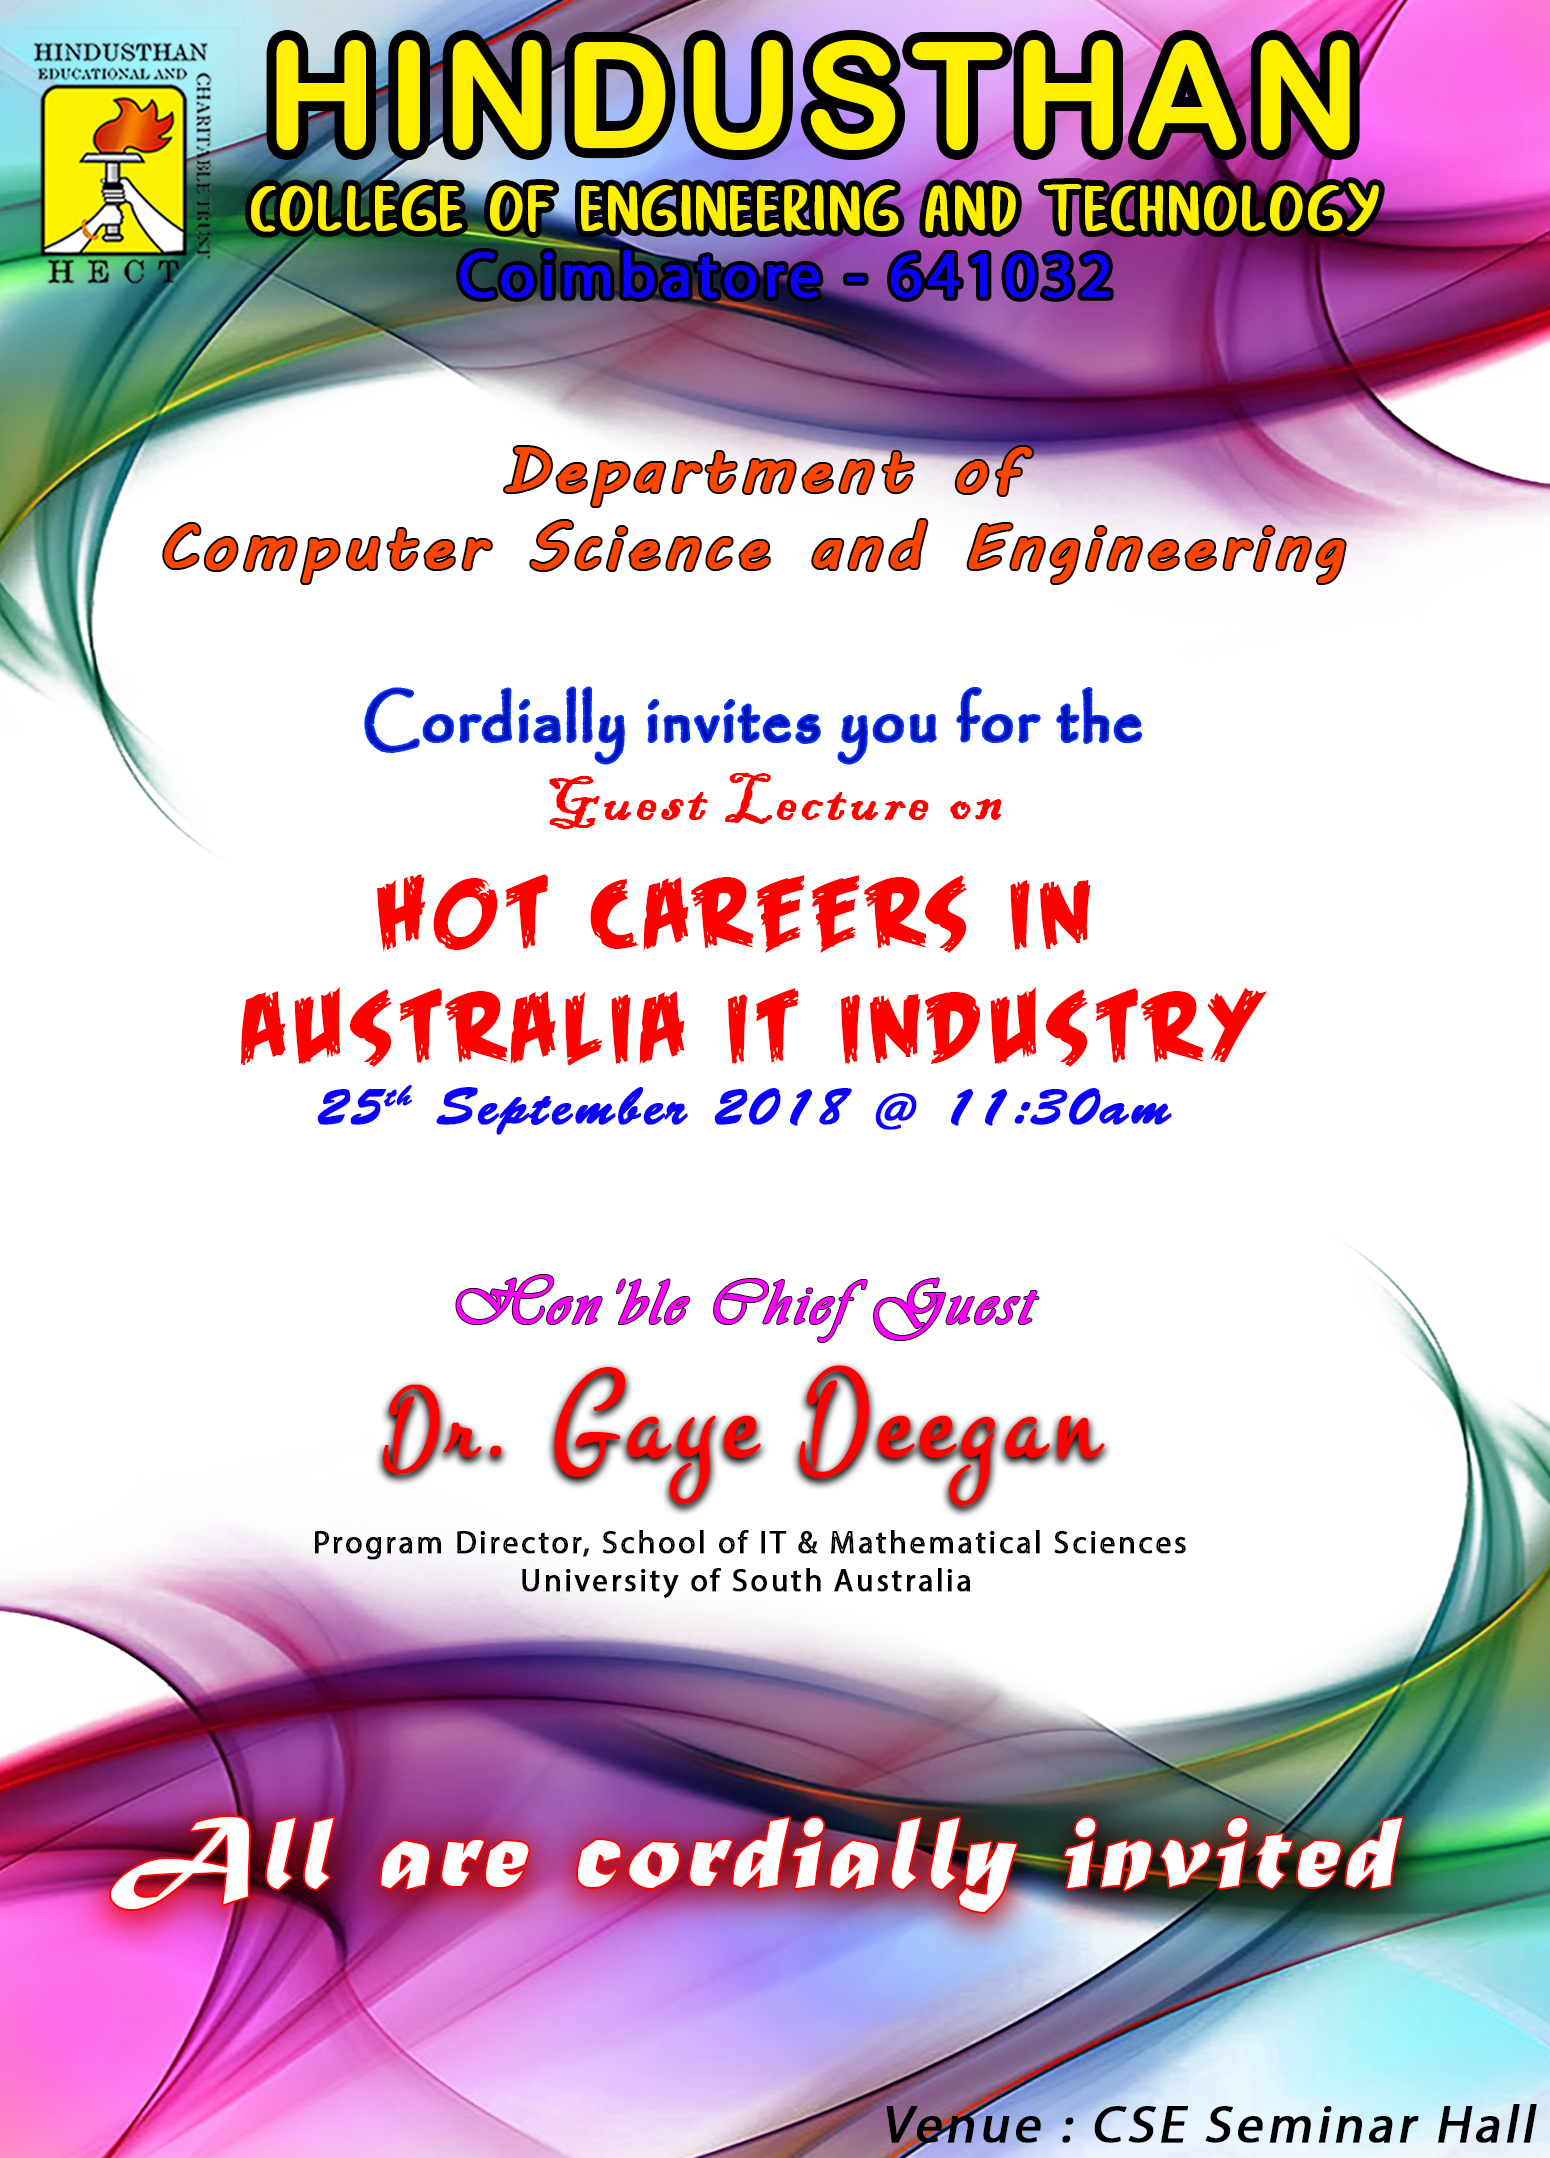 HINDUSTHAN
EDUCATIONAL AND
CHARITABLE TRUST
HECT
HINDUSTHAN
COLLEGE OF ENGINEERING AND TECHNOLOGY
Coimbatore - 641032
Department of
Computer Science and Engineering
Cordially invites you for the
Guest Lecture on
HOT CAREERS IN
AUSTRALIA IT INDUSTRY
25th September 2018 @ 11:30am
Hon'ble Chief Guest
Dr. Gaye Deegan
Program Director, School of IT & Mathematical Sciences
University of South Australia
All are cordially invited
Venue : CSE Seminar Hall